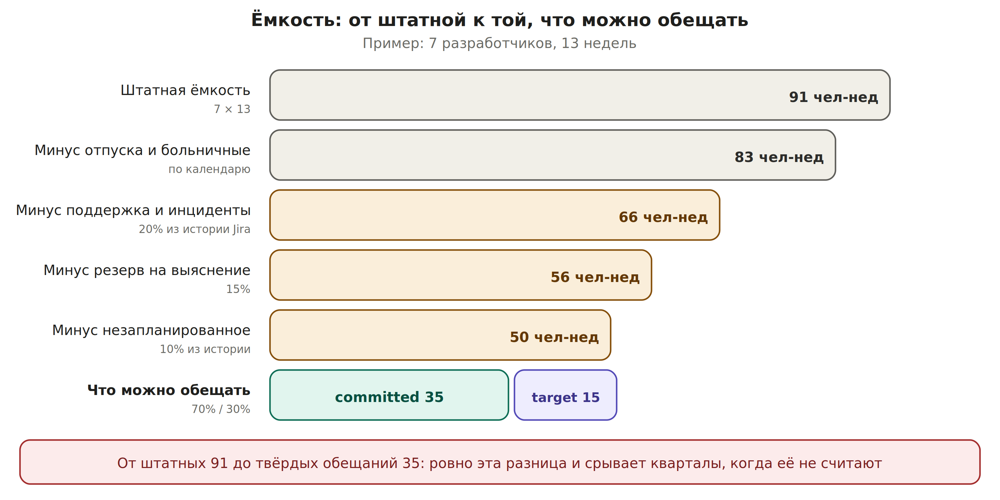 Ёмкость: от штатной к той, что можно обещать
Пример: 7 разработчиков, 13 недель
Штатная ёмкость
7 × 13
91 чел-нед
Минус отпуска и больничные
по календарю
83 чел-нед
Минус поддержка и инциденты
20% из истории Jira
66 чел-нед
Минус резерв на выяснение
15%
56 чел-нед
Минус незапланированное
10% из истории
50 чел-нед
Что можно обещать
70% / 30%
committed 35
target 15
От штатных 91 до твёрдых обещаний 35: ровно эта разница и срывает кварталы, когда её не считают